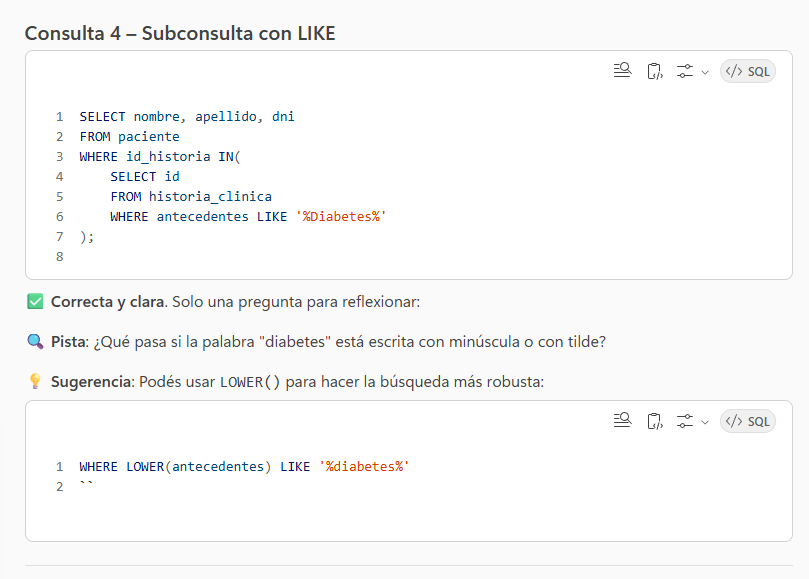 Consulta 4 – Subconsulta con LIKE
</> SQL
1 SELECT nombre, apellido, dni
2 FROM paciente
3 WHERE id_historia IN(
4     SELECT id
5     FROM historia_clinica
6     WHERE antecedentes LIKE '%Diabetes%'
7 );
8
✅ Correcta y clara. Solo una pregunta para reflexionar:
🔍 Pista: ¿Qué pasa si la palabra "diabetes" está escrita con minúscula o con tilde?
💡 Sugerencia: Podés usar LOWER() para hacer la búsqueda más robusta:
</> SQL
1 WHERE LOWER(antecedentes) LIKE '%diabetes%'
2 ``